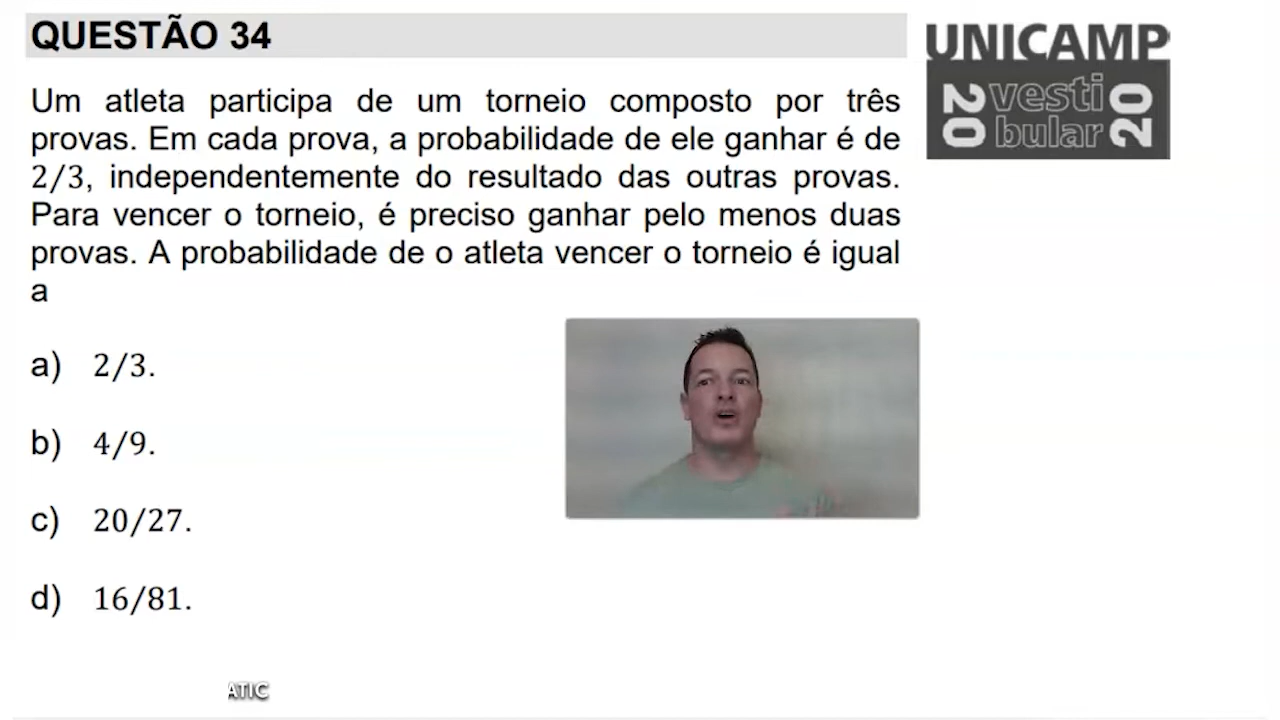 QUESTÃO 34
UNICAMP
20 vesti
bular 20
Um atleta participa de um torneio composto por três
provas. Em cada prova, a probabilidade de ele ganhar é de
2/3, independentemente do resultado das outras provas.
Para vencer o torneio, é preciso ganhar pelo menos duas
provas. A probabilidade de o atleta vencer o torneio é igual
a
a) 2/3.
b) 4/9.
c) 20/27.
d) 16/81.
ATIC